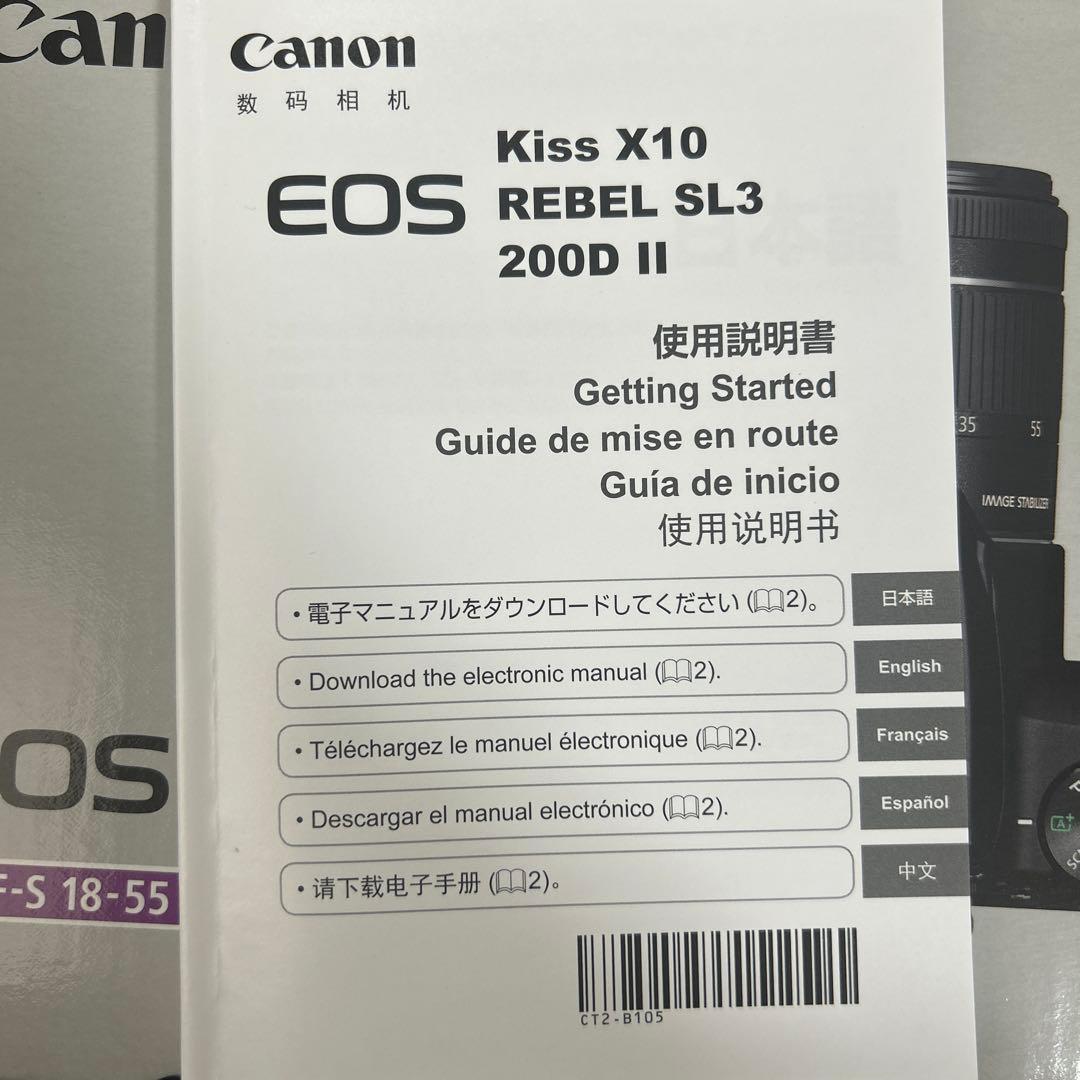 Canon
数码相机
EOS
Kiss X10
REBEL SL3
200D II
使用説明書
Getting Started
Guide de mise en route
Guía de inicio
使用说明书
• 電子マニュアルをダウンロードしてください (2)。
日本語
• Download the electronic manual (2).
English
• Téléchargez le manuel électronique (2).
Français
• Descargar el manual electrónico (2).
Español
• 请下载电子手册 (2)。
中文
CT2-B105
Can
OS
F-S 18-55
35 55
IMAGE STABILIZER
A+